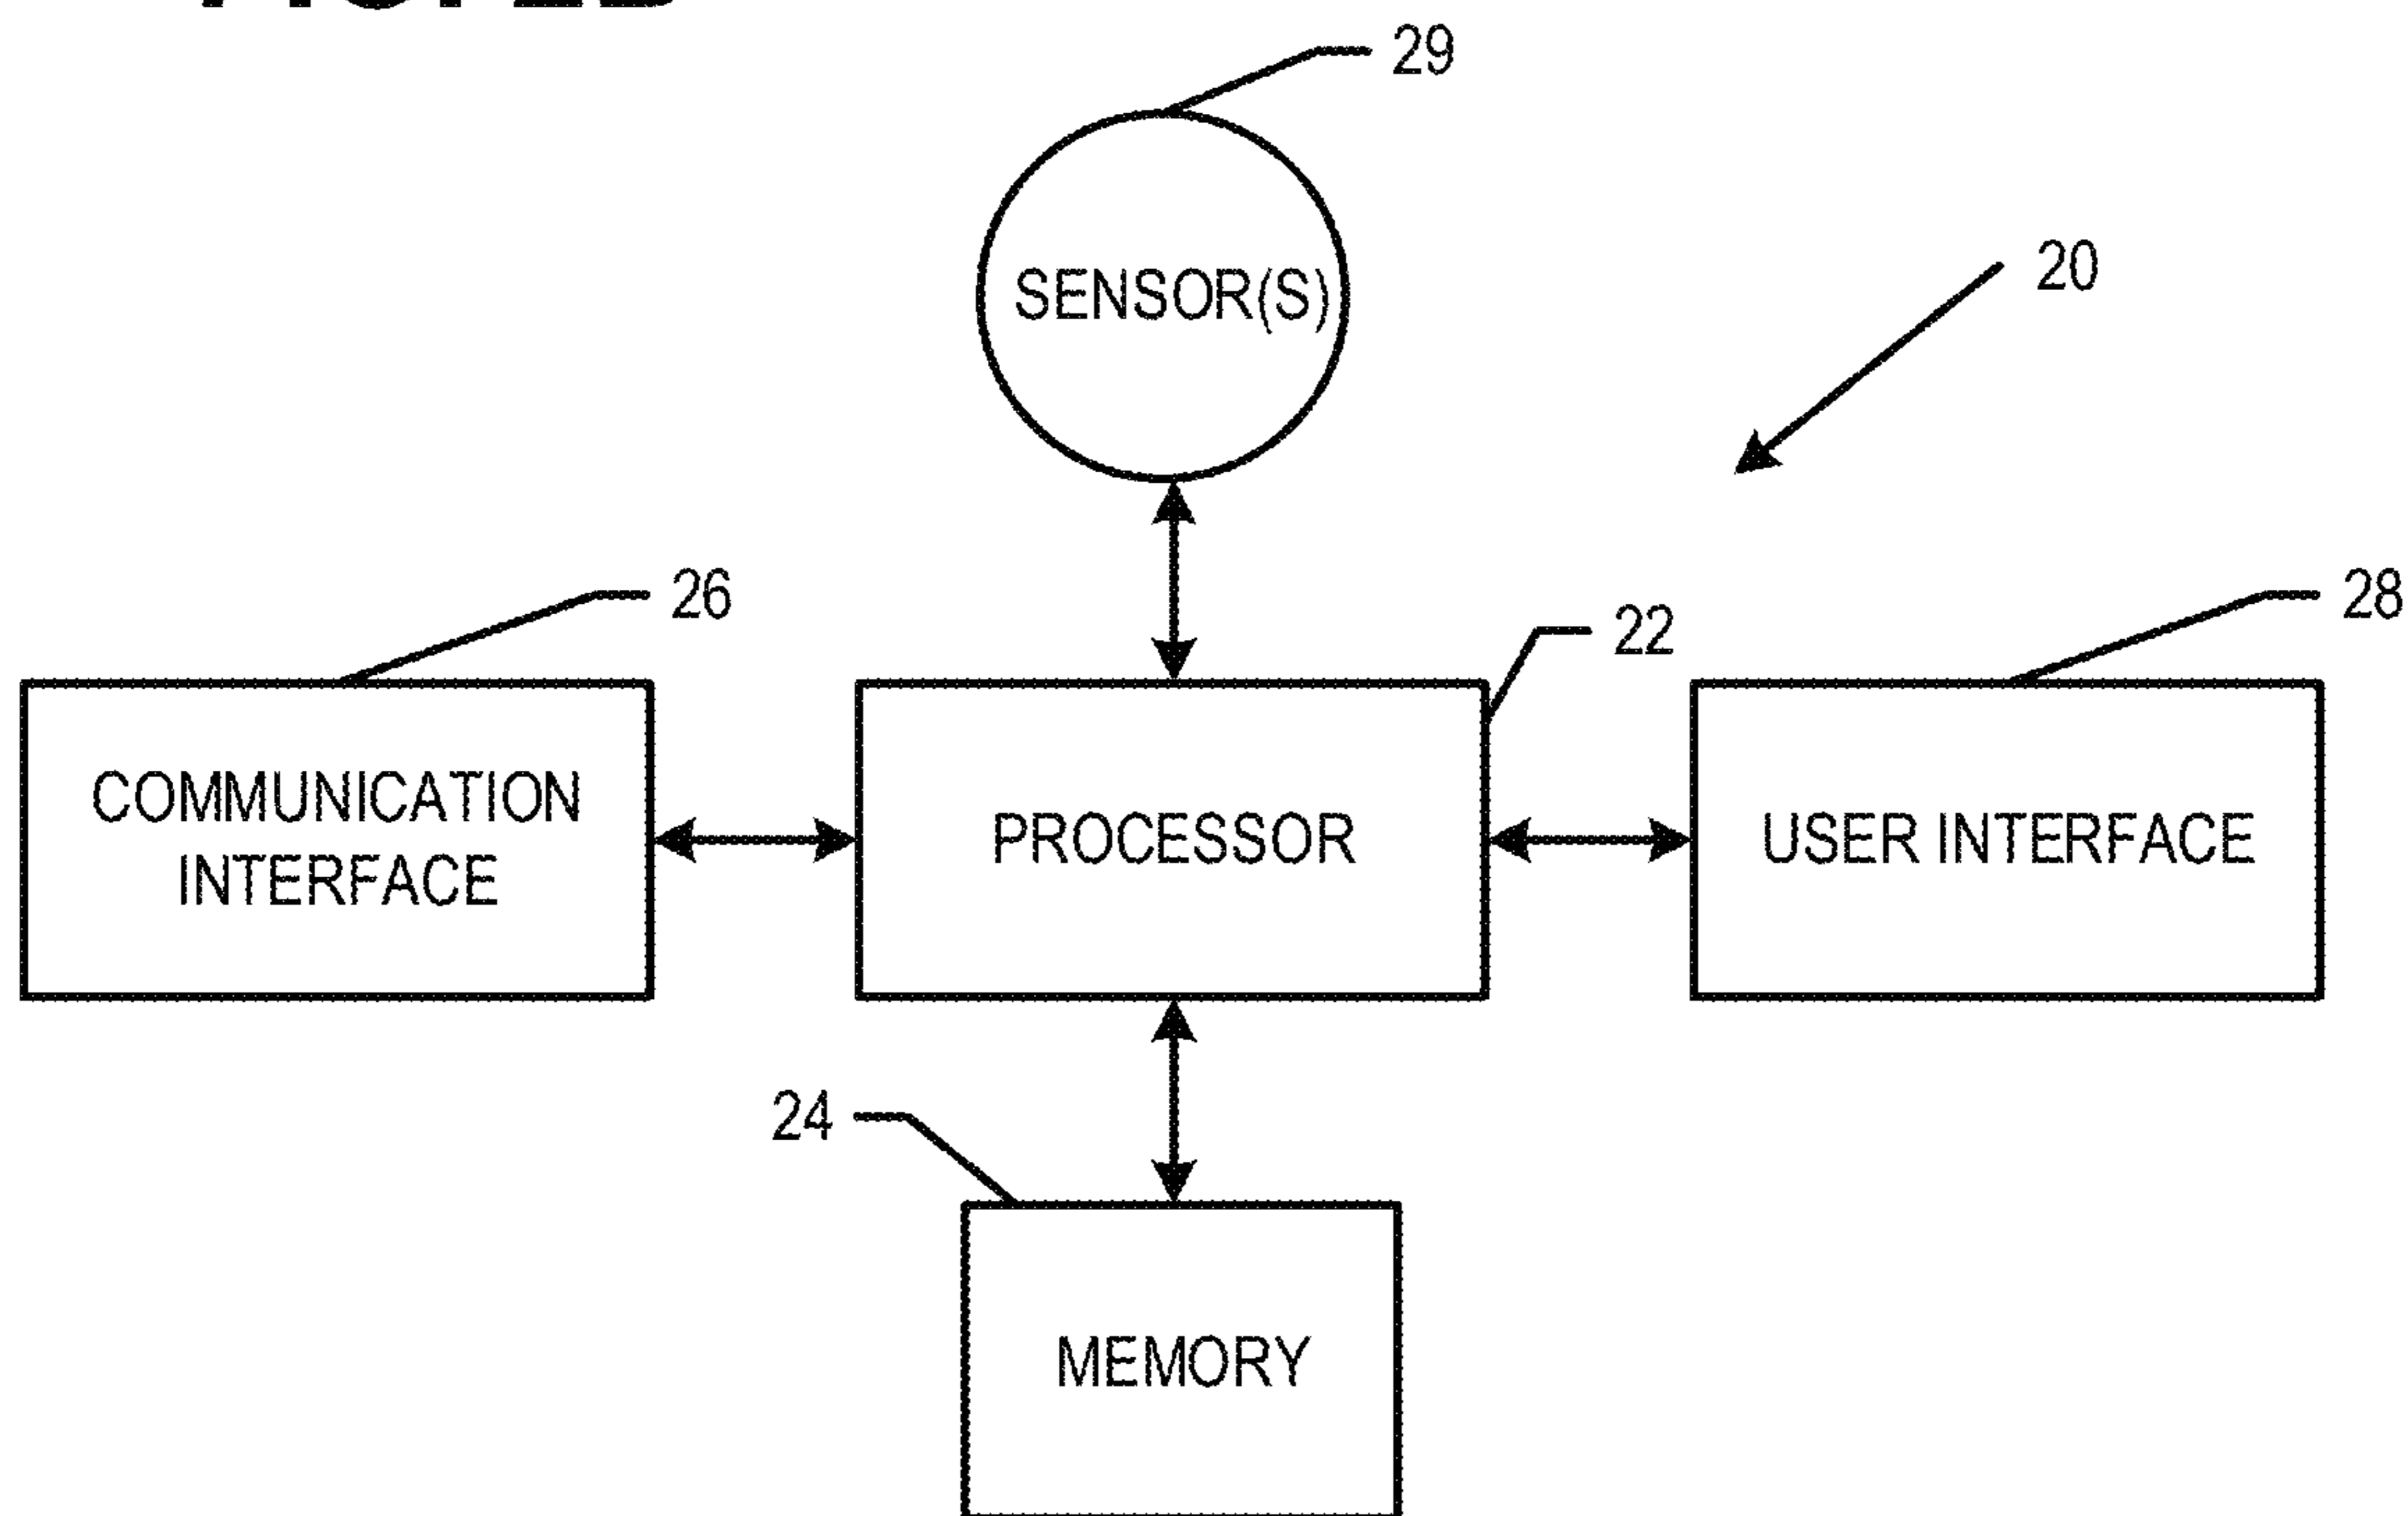 29
SENSOR(S)
20
26
22
28
COMMUNICATION
INTERFACE
PROCESSOR
USER INTERFACE
24
MEMORY